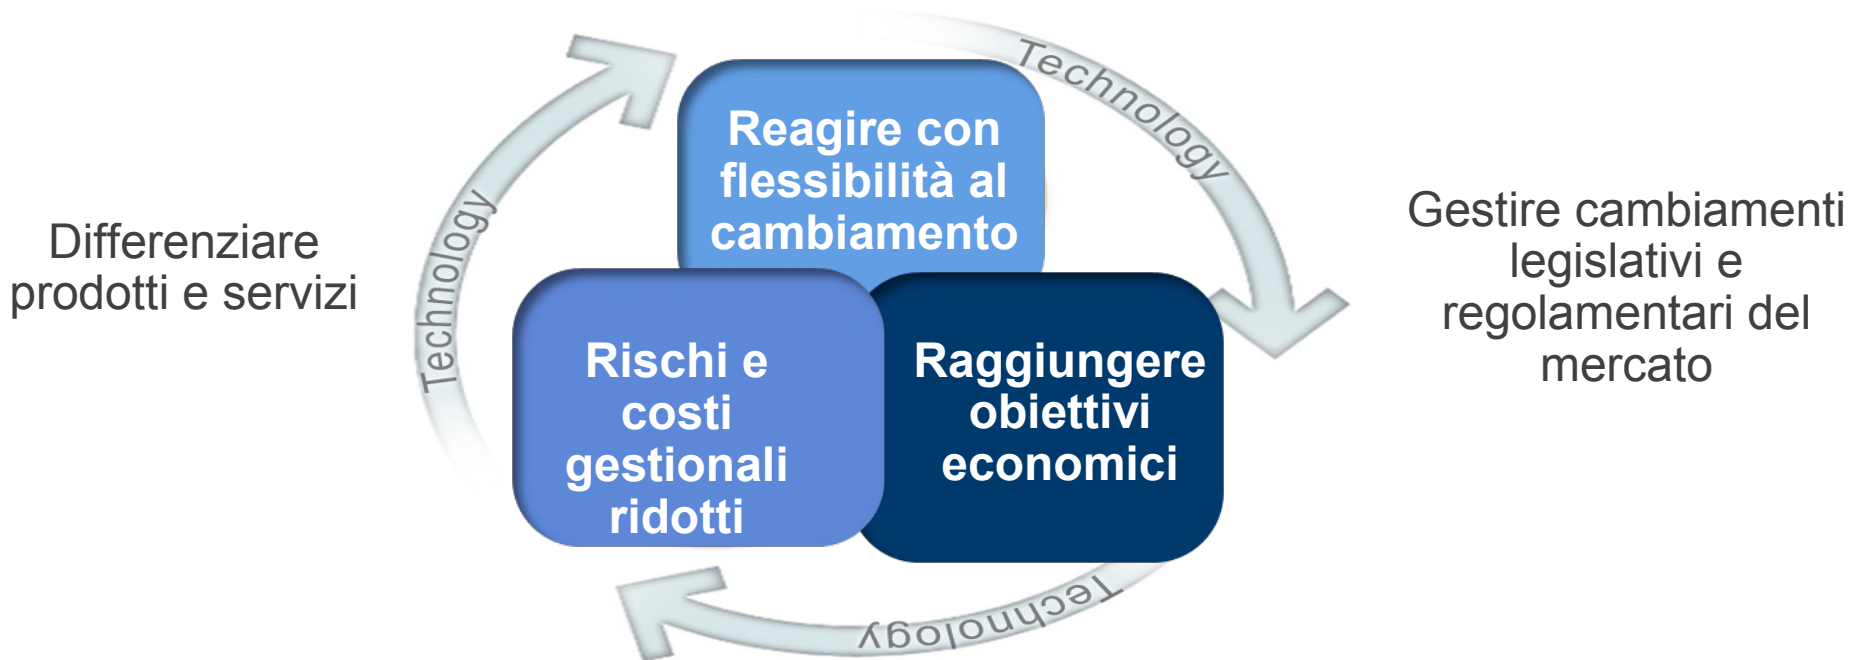 Differenziare
prodotti e servizi
Technology
Reagire con
flessibilità al
cambiamento
Technology
Rischi e
costi
gestionali
ridotti
Raggiungere
obiettivi
economici
Technology
Gestire cambiamenti
legislativi e
regolamentari del
mercato